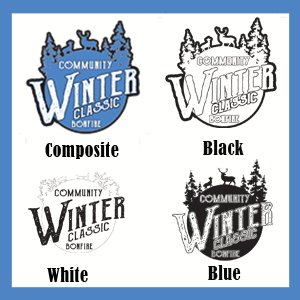 COMMUNITY
WINTER
CLASSIC
BONFIRE
Composite
COMMUNITY
WINTER
CLASSIC
BONFIRE
Black
COMMUNITY
WINTER
CLASSIC
BONFIRE
White
COMMUNITY
WINTER
CLASSIC
BONFIRE
Blue